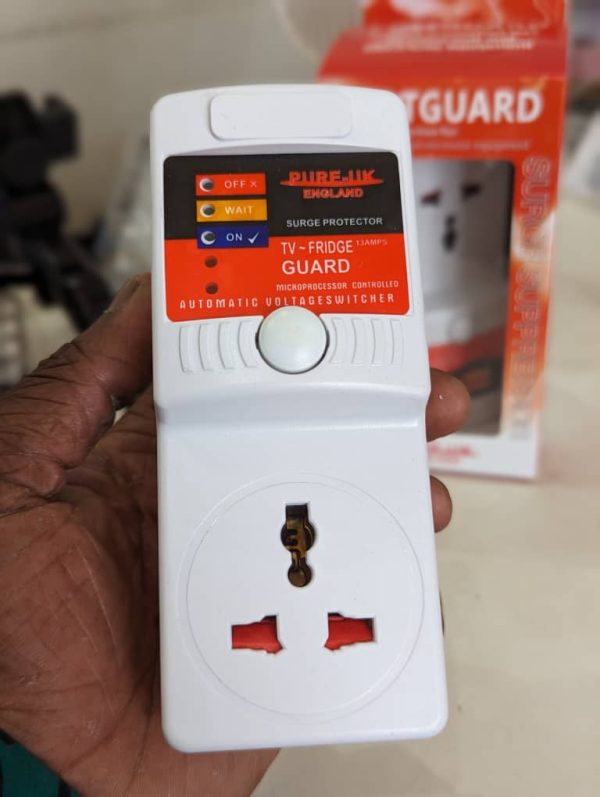 OFF X
WAIT
ON ✓
PURE-UK
ENGLAND
SURGE PROTECTOR
TV ~ FRIDGE 13AMPS
GUARD
MICROPROCESSOR CONTROLLED
AUTOMATIC VOLTAGESWITCHER
TGUARD